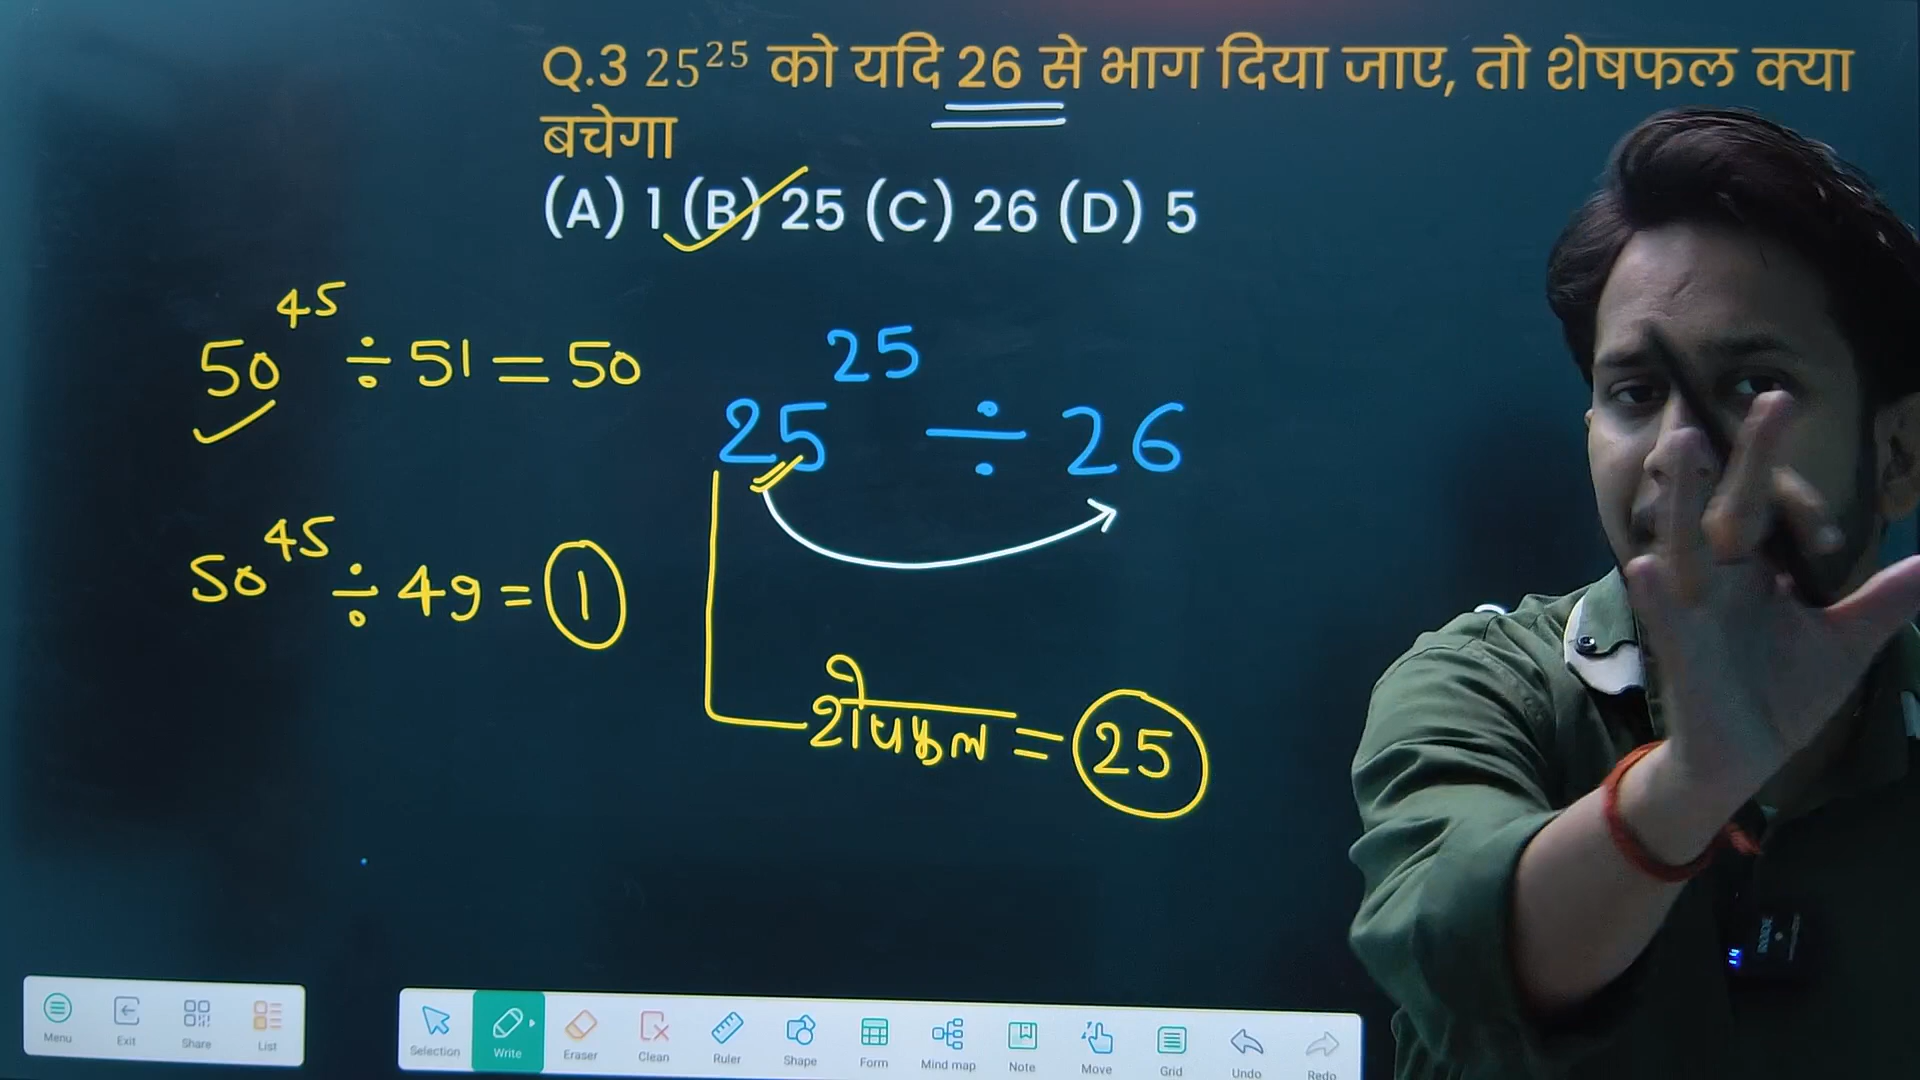 Q.3 25²⁵ को यदि 26 से भाग दिया जाए, तो शेषफल क्या
बचेगा
(A) 1 (B) 25 (C) 26 (D) 5
50⁴⁵ ÷ 51 = 50
25²⁵ ÷ 26
50⁴⁵ ÷ 49 = 1
शेषफल = 25
Menu Exit Share List
Selection Write Eraser Clean Ruler Shape Form Mind map Note Move Grid Undo Redo